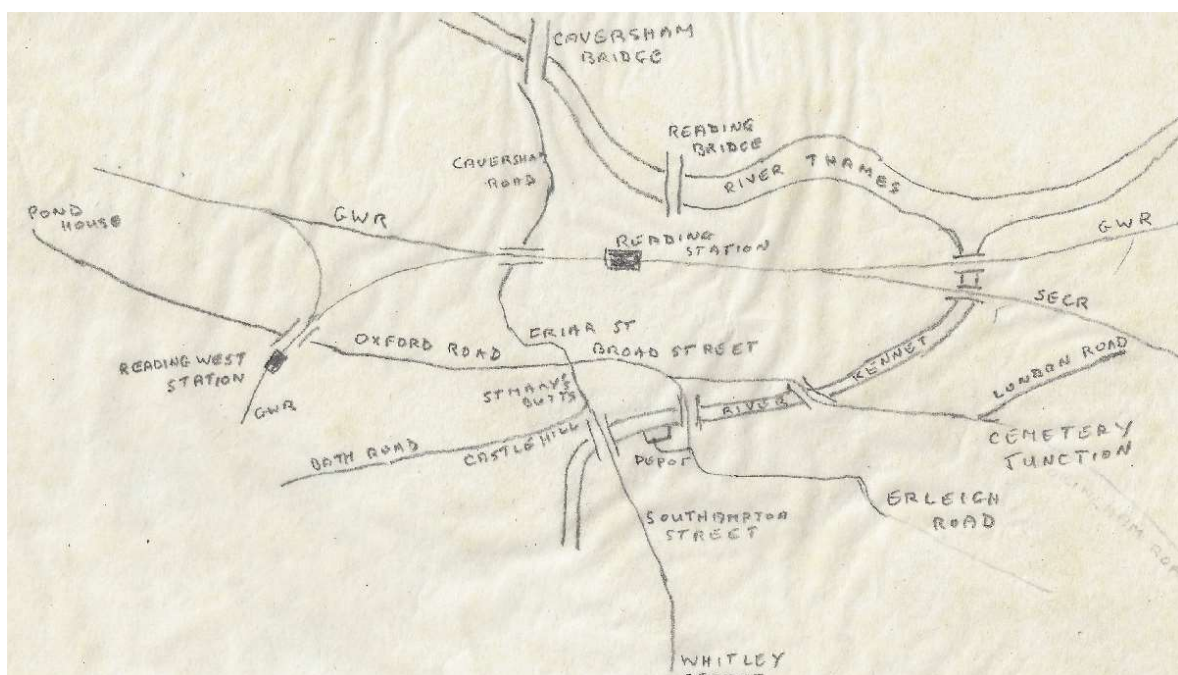 CAVERSHAM
BRIDGE
READING
BRIDGE
CAVERSHAM
ROAD
RIVER THAMES
POND
HOUSE
GWR
READING
STATION
GWR
SECR
FRIAR ST
OXFORD ROAD
BROAD STREET
KENNET
LONDON ROAD
READING WEST
STATION
GWR
ST MARY'S
BUTTS
RIVER
CEMETERY
JUNCTION
BATH ROAD
CASTLE HILL
DEPOT
ERLEIGH
ROAD
SOUTHAMPTON
STREET
WHITLEY